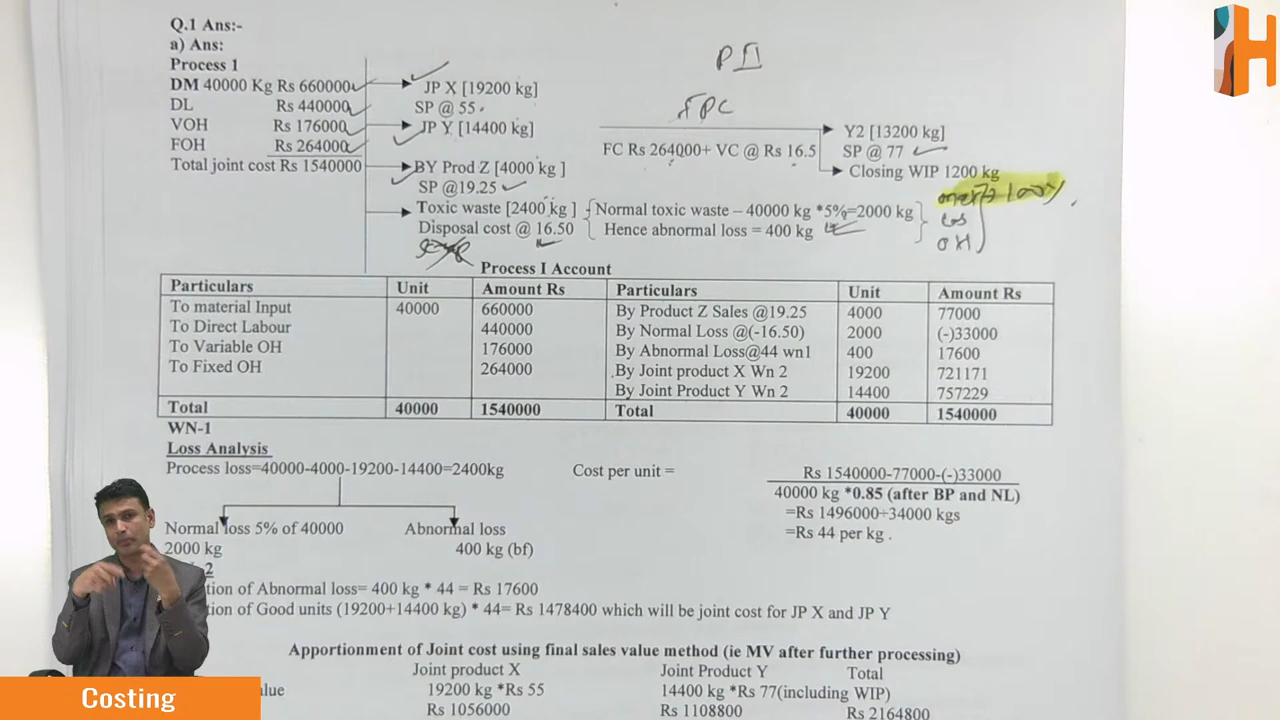 Q.1 Ans:-
a) Ans:
Process 1
DM 40000 Kg Rs 660000
JP X [19200 kg]
DL Rs 440000
SP @ 55
VOH Rs 176000
JP Y [14400 kg]
FOH Rs 264000
Total joint cost Rs 1540000
BY Prod Z [4000 kg ]
SP @19.25
Toxic waste [2400 kg ]
Disposal cost @ 16.50
Normal toxic waste – 40000 kg *5%=2000 kg
Hence abnormal loss = 400 kg
P II
FPC
FC Rs 264000+ VC @ Rs 16.5
Y2 [13200 kg]
SP @ 77
Closing WIP 1200 kg
100%
OH
Process I Account
Particulars Unit Amount Rs Particulars Unit Amount Rs
To material Input 40000 660000 By Product Z Sales @19.25 4000 77000
To Direct Labour 440000 By Normal Loss @(-16.50) 2000 (-)33000
To Variable OH 176000 By Abnormal Loss@44 wn1 400 17600
To Fixed OH 264000 By Joint product X Wn 2 19200 721171
By Joint Product Y Wn 2 14400 757229
Total 40000 1540000 Total 40000 1540000
WN-1
Loss Analysis
Process loss=40000-4000-19200-14400=2400kg
Cost per unit = Rs 1540000-77000-(-)33000
40000 kg *0.85 (after BP and NL)
=Rs 1496000÷34000 kgs
=Rs 44 per kg .
Normal loss 5% of 40000 Abnormal loss
2000 kg 400 kg (bf)
2
tion of Abnormal loss= 400 kg * 44 = Rs 17600
tion of Good units (19200+14400 kg) * 44= Rs 1478400 which will be joint cost for JP X and JP Y
Apportionment of Joint cost using final sales value method (ie MV after further processing)
Joint product X Joint Product Y Total
lue 19200 kg *Rs 55 14400 kg *Rs 77(including WIP)
Rs 1056000 Rs 1108800 Rs 2164800
Costing
H